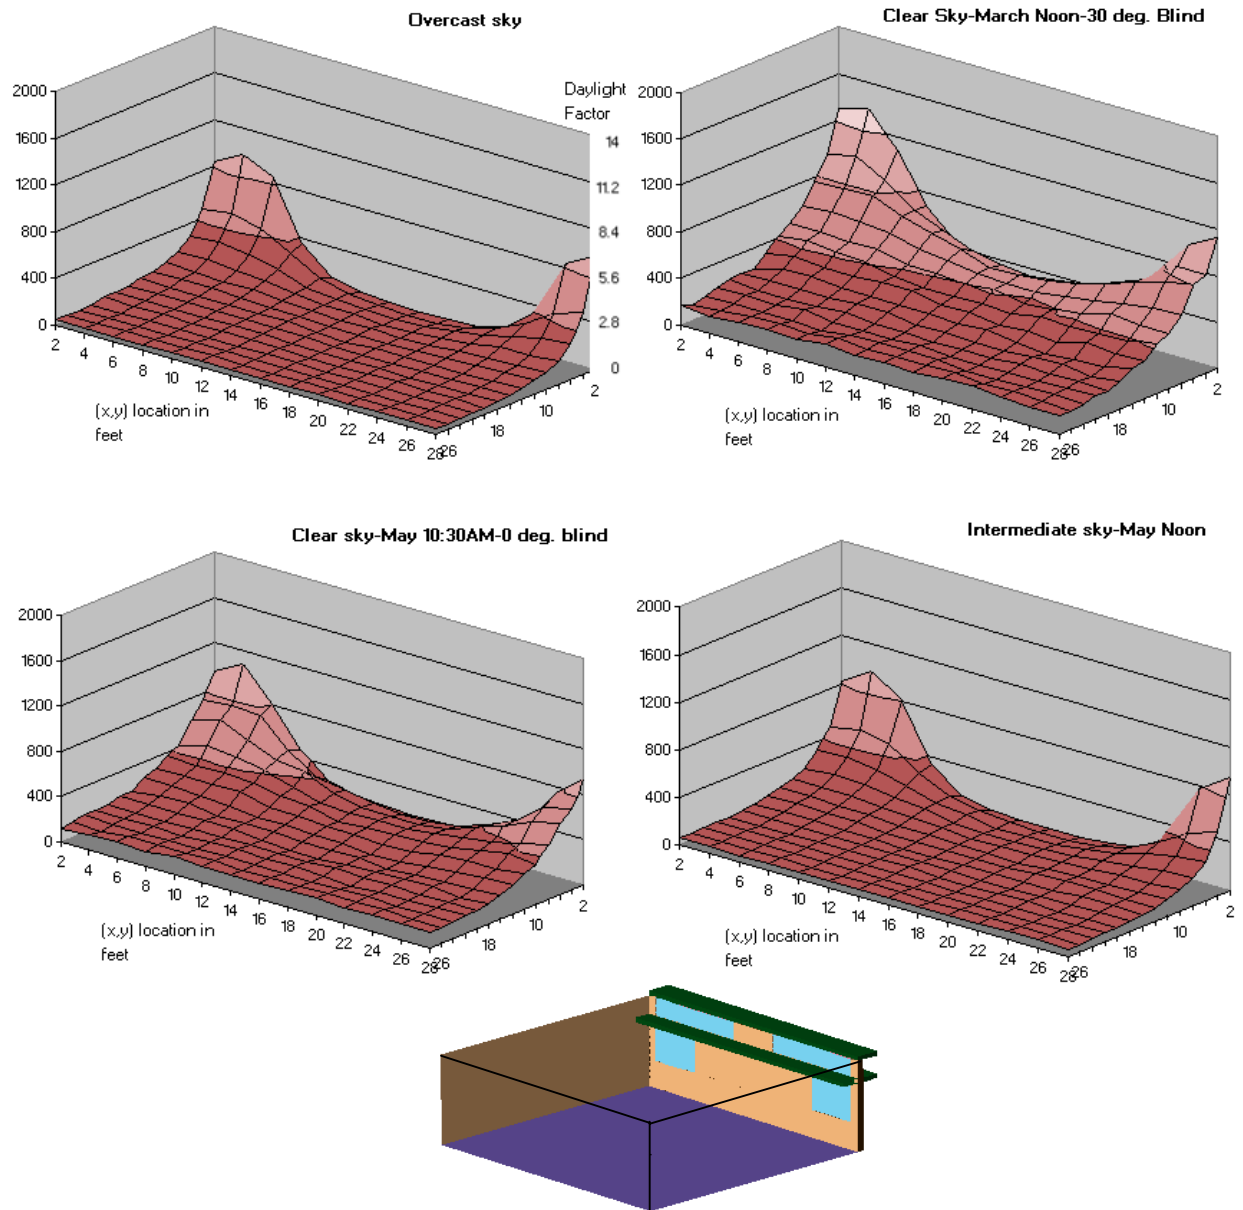 Overcast sky
2000
1600
1200
800
400
0
Daylight
Factor
14
11.2
8.4
5.6
2.8
0
2 4 6 8 10 12 14 16 18 20 22 24 26 28
26 18 10 2
(x,y) location in
feet
Clear Sky-March Noon-30 deg. Blind
2000
1600
1200
800
400
0
2 4 6 8 10 12 14 16 18 20 22 24 26 28
26 18 10 2
(x,y) location in
feet
Clear sky-May 10:30AM-0 deg. blind
2000
1600
1200
800
400
0
2 4 6 8 10 12 14 16 18 20 22 24 26 28
26 18 10 2
(x,y) location in
feet
Intermediate sky-May Noon
2000
1600
1200
800
400
0
2 4 6 8 10 12 14 16 18 20 22 24 26 28
26 18 10 2
(x,y) location in
feet